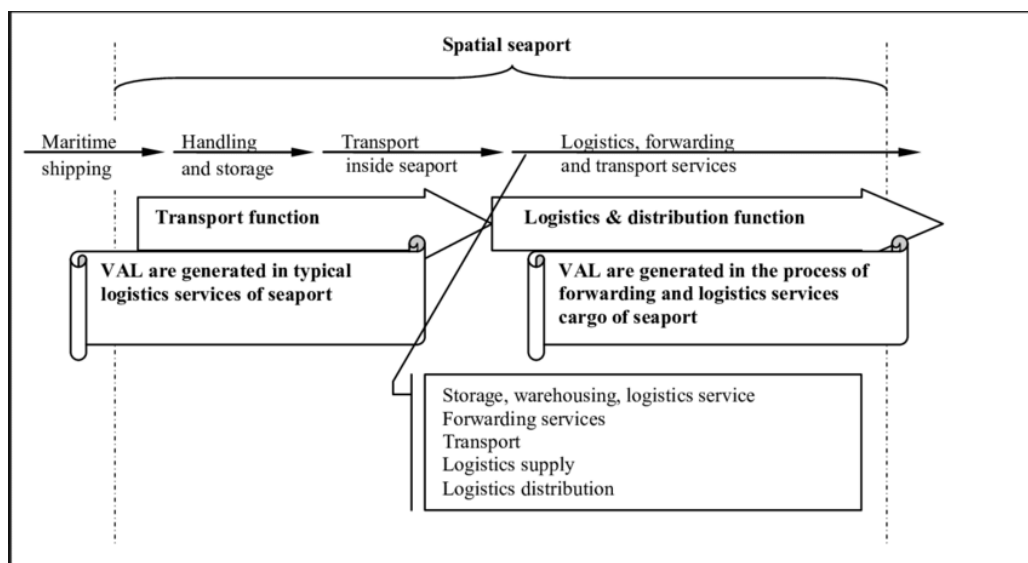 Spatial seaport
Maritime
shipping
Handling
and storage
Transport
inside seaport
Logistics, forwarding
and transport services
Transport function
Logistics & distribution function
VAL are generated in typical
logistics services of seaport
VAL are generated in the process of
forwarding and logistics services
cargo of seaport
Storage, warehousing, logistics service
Forwarding services
Transport
Logistics supply
Logistics distribution